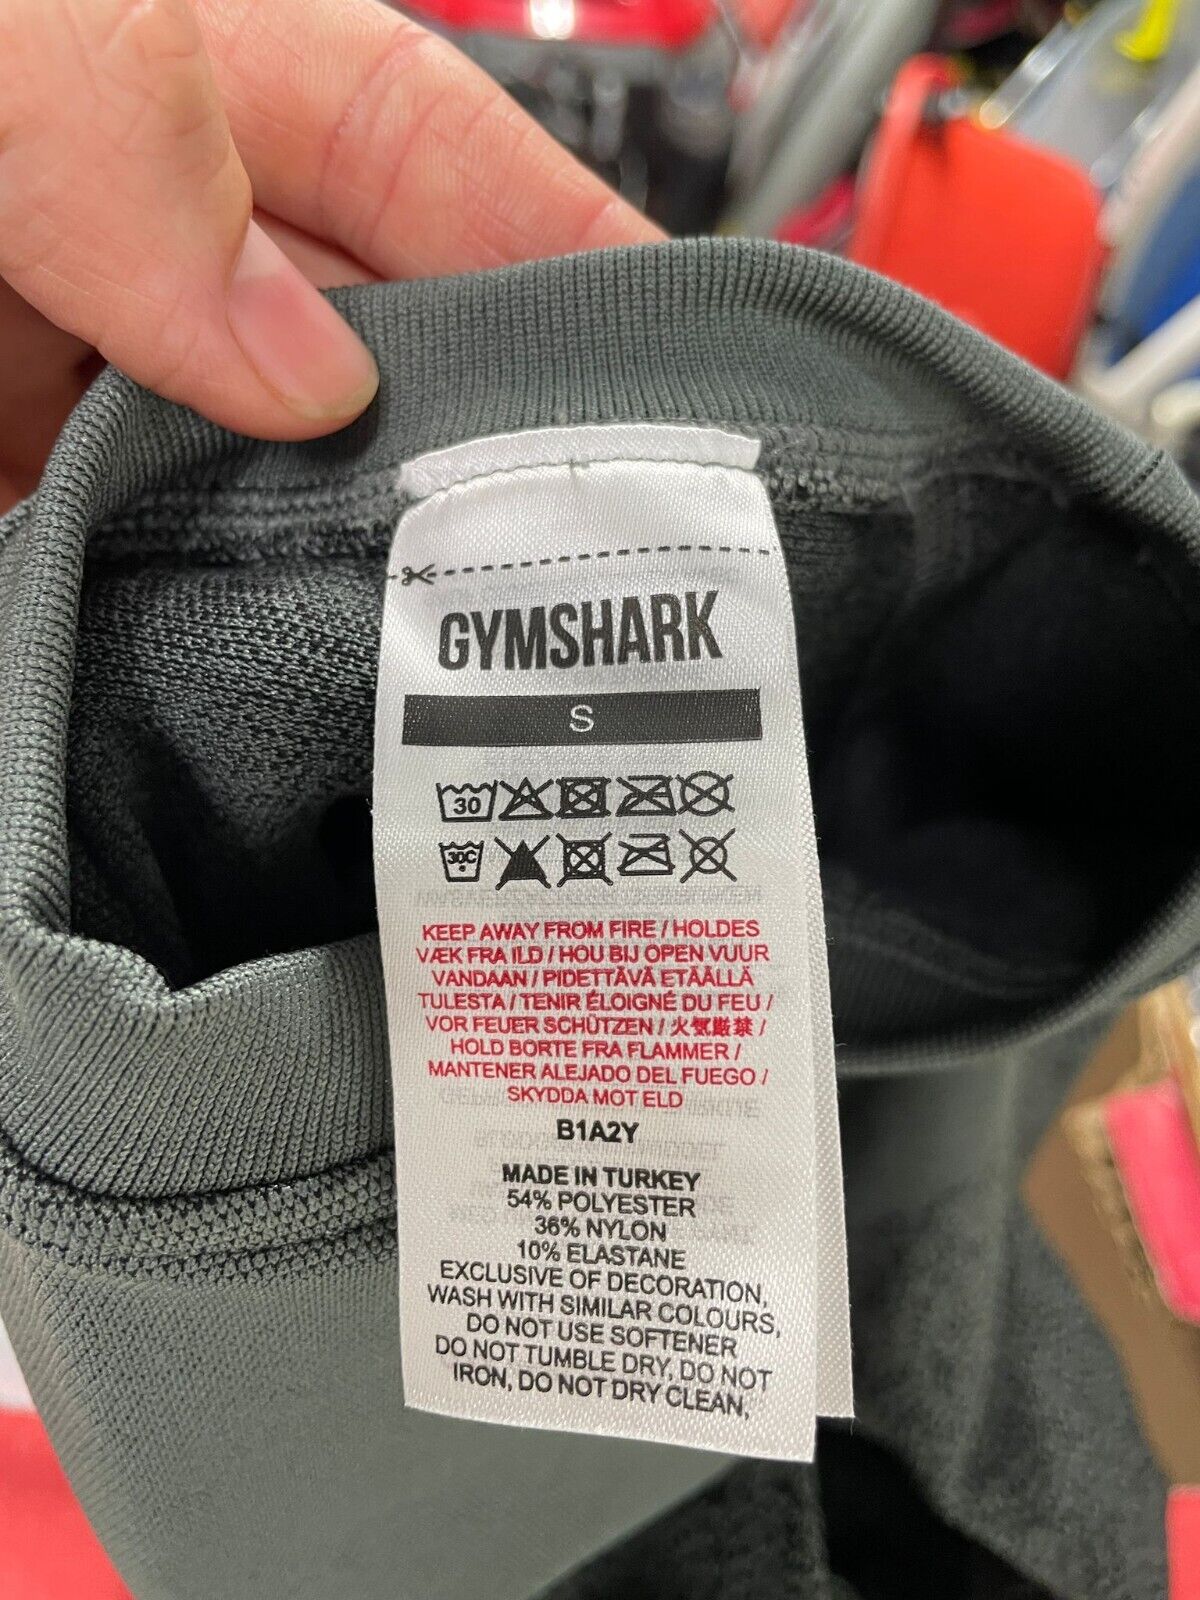 GYMSHARK
S
30
30C
KEEP AWAY FROM FIRE / HOLDES
VÆK FRA ILD / HOU BIJ OPEN VUUR
VANDAAN / PIDETTÄVÄ ETÄÄLLÄ
TULESTA / TENIR ÉLOIGNÉ DU FEU /
VOR FEUER SCHÜTZEN / 火気厳禁 /
HOLD BORTE FRA FLAMMER /
MANTENER ALEJADO DEL FUEGO /
SKYDDA MOT ELD
B1A2Y
MADE IN TURKEY
54% POLYESTER
36% NYLON
10% ELASTANE
EXCLUSIVE OF DECORATION,
WASH WITH SIMILAR COLOURS,
DO NOT USE SOFTENER
DO NOT TUMBLE DRY, DO NOT
IRON, DO NOT DRY CLEAN,